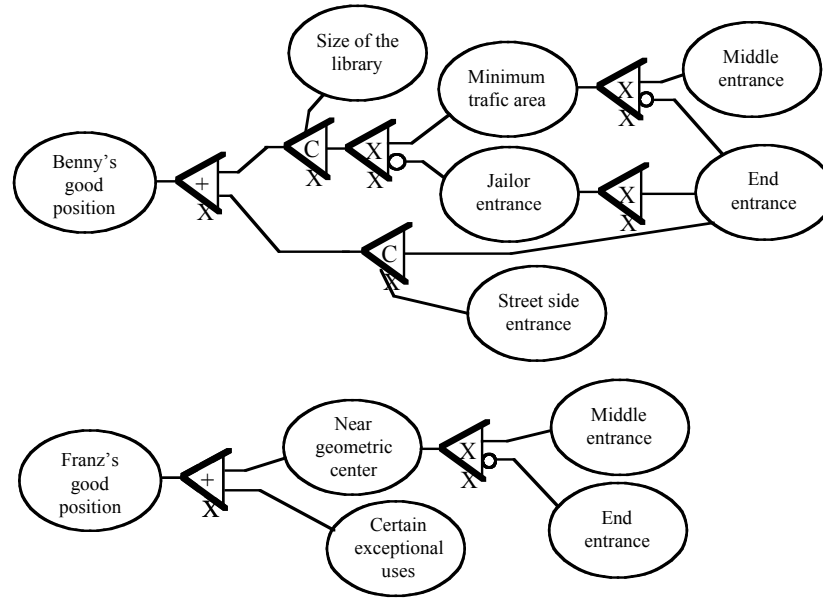 Size of the
library
Middle
entrance
Minimum
trafic area
X
X
C
X
X
X
Benny's
good
position
+
X
Jailor
entrance
X
X
End
entrance
C
X
Street side
entrance
Middle
entrance
Near
geometric
center
X
X
Franz's
good
position
+
X
End
entrance
Certain
exceptional
uses